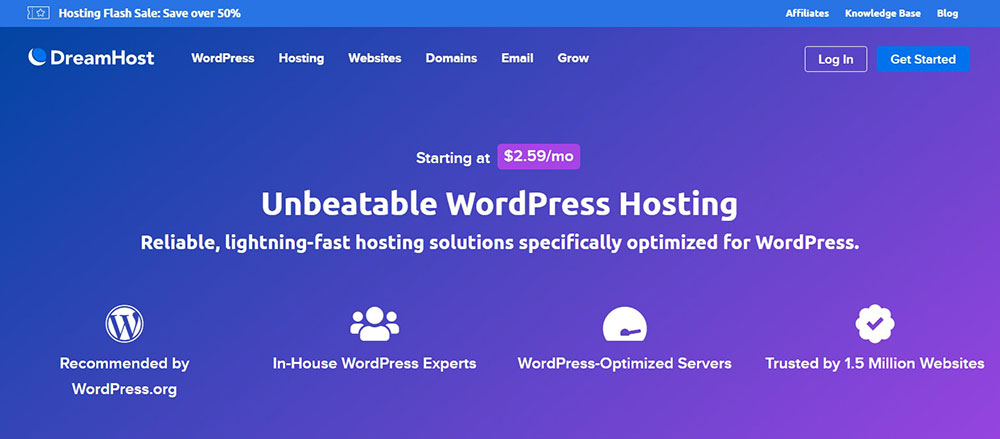 Hosting Flash Sale: Save over 50%
Affiliates Knowledge Base Blog
DreamHost WordPress Hosting Websites Domains Email Grow Log In Get Started
Starting at $2.59/mo
Unbeatable WordPress Hosting
Reliable, lightning-fast hosting solutions specifically optimized for WordPress.
Recommended by
WordPress.org
In-House WordPress Experts
WordPress-Optimized Servers
Trusted by 1.5 Million Websites